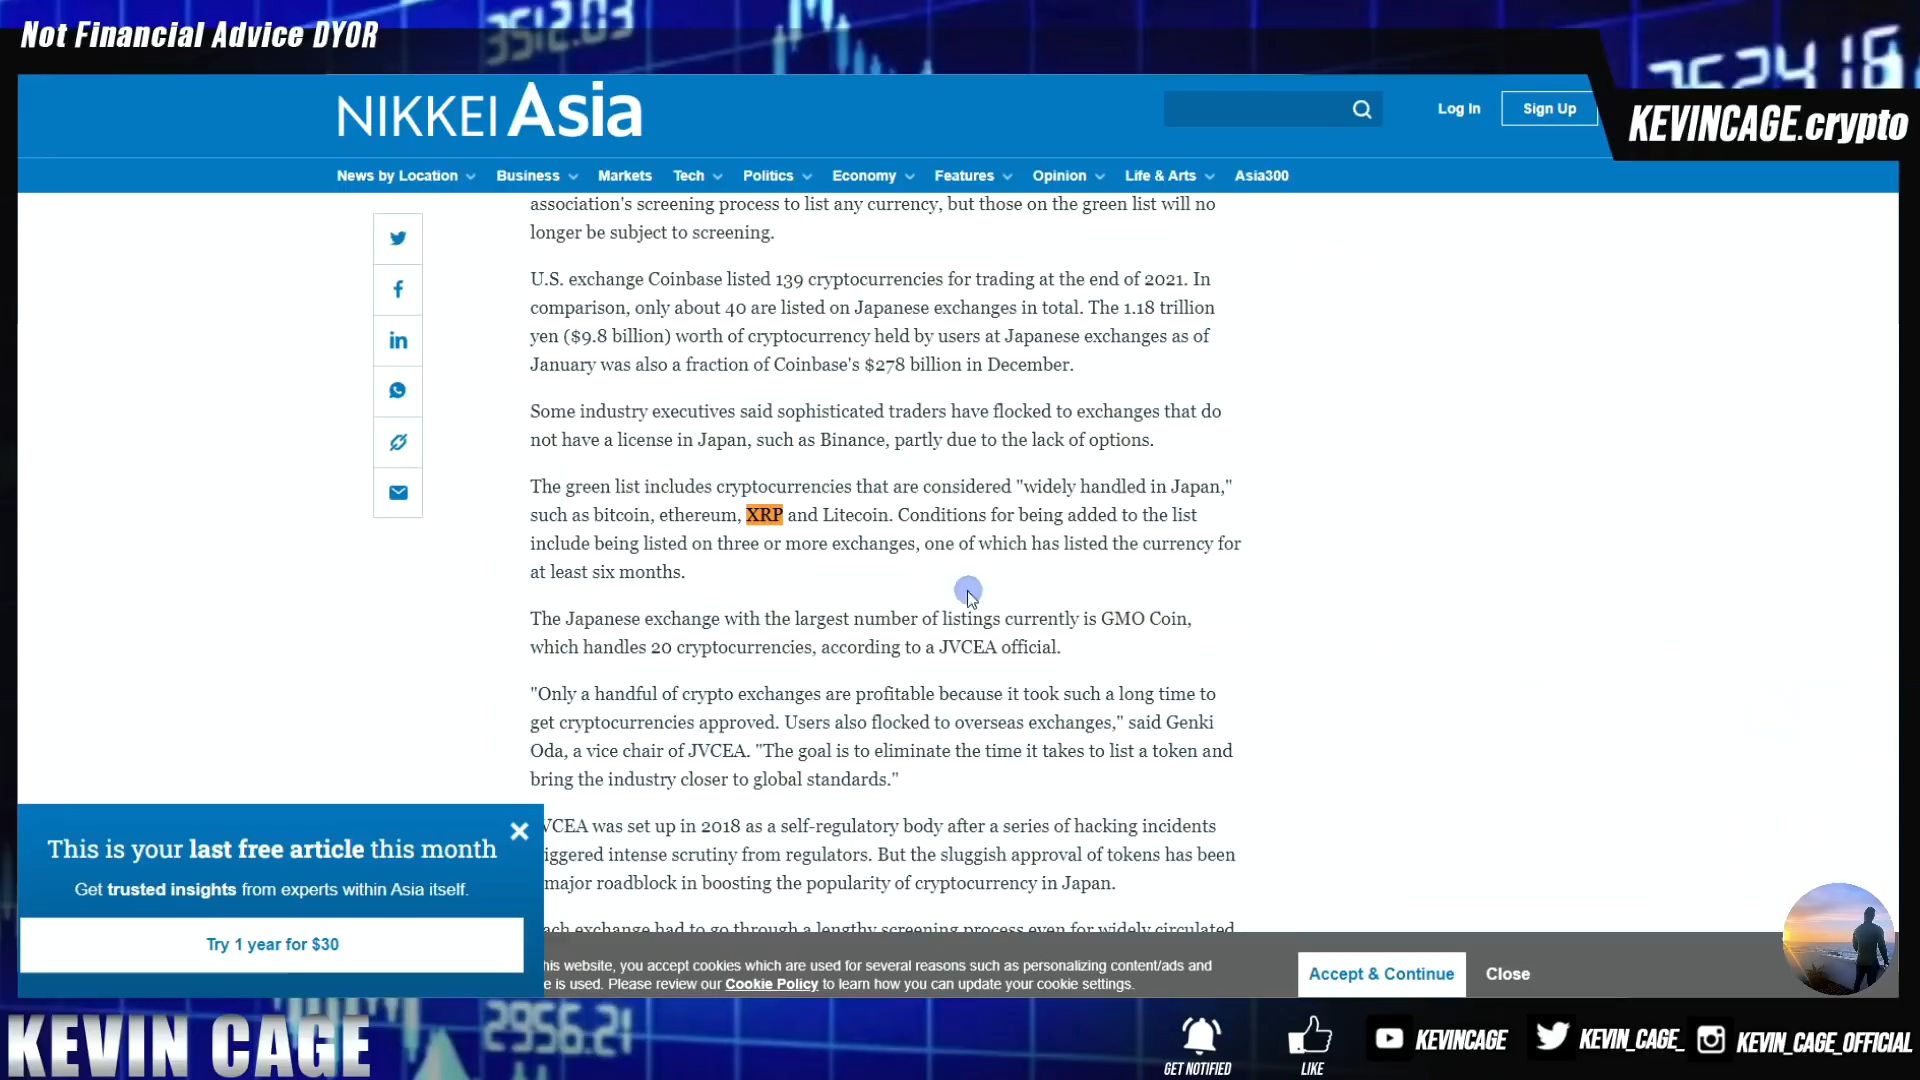 Not Financial Advice DYOR
3512.03
KEVINCAGE.crypto
NIKKEI Asia
Log In
Sign Up
News by Location
Business
Markets
Tech
Politics
Economy
Features
Opinion
Life & Arts
Asia300
association's screening process to list any currency, but those on the green list will no
longer be subject to screening.
U.S. exchange Coinbase listed 139 cryptocurrencies for trading at the end of 2021. In
comparison, only about 40 are listed on Japanese exchanges in total. The 1.18 trillion
yen ($9.8 billion) worth of cryptocurrency held by users at Japanese exchanges as of
January was also a fraction of Coinbase's $278 billion in December.
Some industry executives said sophisticated traders have flocked to exchanges that do
not have a license in Japan, such as Binance, partly due to the lack of options.
The green list includes cryptocurrencies that are considered "widely handled in Japan,"
such as bitcoin, ethereum, XRP and Litecoin. Conditions for being added to the list
include being listed on three or more exchanges, one of which has listed the currency for
at least six months.
The Japanese exchange with the largest number of listings currently is GMO Coin,
which handles 20 cryptocurrencies, according to a JVCEA official.
"Only a handful of crypto exchanges are profitable because it took such a long time to
get cryptocurrencies approved. Users also flocked to overseas exchanges," said Genki
Oda, a vice chair of JVCEA. "The goal is to eliminate the time it takes to list a token and
bring the industry closer to global standards."
VCEA was set up in 2018 as a self-regulatory body after a series of hacking incidents
iggered intense scrutiny from regulators. But the sluggish approval of tokens has been
major roadblock in boosting the popularity of cryptocurrency in Japan.
ach exchange had to go through a lengthy screening process even for widely circulated
This is your last free article this month
Get trusted insights from experts within Asia itself.
Try 1 year for $30
his website, you accept cookies which are used for several reasons such as personalizing content/ads and
e is used. Please review our Cookie Policy to learn how you can update your cookie settings.
Accept & Continue
Close
KEVIN CAGE
2956.21
GET NOTIFIED
LIKE
KEVINCAGE
KEVIN_CAGE_
KEVIN_CAGE_OFFICIAL